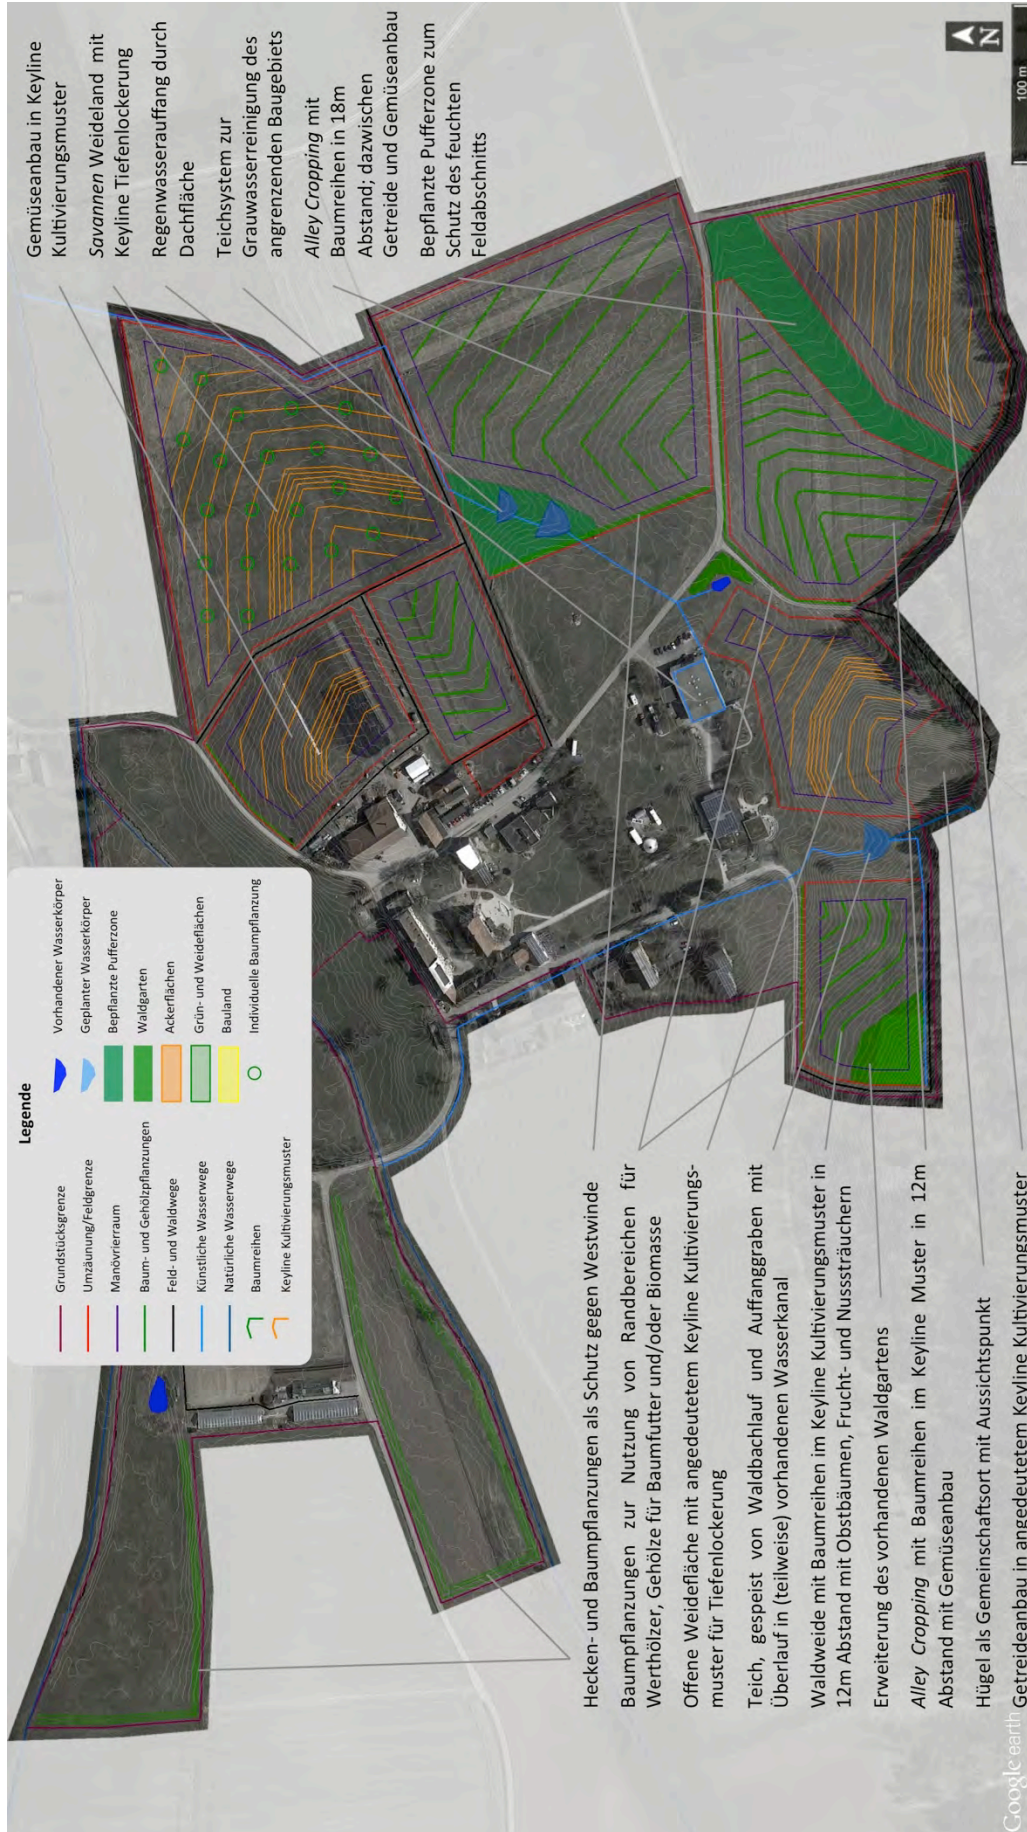 Legende
Grundstücksgrenze
Umzäunung/Feldgrenze
Manövrierraum
Baum- und Gehölzpflanzungen
Feld- und Waldwege
Künstliche Wasserwege
Natürliche Wasserwege
Baumreihen
Keyline Kultivierungsmuster
Vorhandener Wasserkörper
Geplanter Wasserkörper
Bepflanzte Pufferzone
Waldgarten
Ackerflächen
Grün- und Weideflächen
Bauland
Individuelle Baumpflanzung
Gemüseanbau in Keyline
Kultivierungsmuster
Savannen Weideland mit
Keyline Tiefenlockerung
Regenwasserauffang durch
Dachfläche
Teichsystem zur
Grauwasserreinigung des
angrenzenden Baugebiets
Alley Cropping mit
Baumreihen in 18m
Abstand; dazwischen
Getreide und Gemüseanbau
Bepflanzte Pufferzone zum
Schutz des feuchten
Feldabschnitts
Hecken- und Baumpflanzungen als Schutz gegen Westwinde
Baumpflanzungen zur Nutzung von Randbereichen für
Werthölzer, Gehölze für Baumfutter und/oder Biomasse
Offene Weidefläche mit angedeutetem Keyline Kultivierungs-
muster für Tiefenlockerung
Teich, gespeist von Waldbachlauf und Auffanggraben mit
Überlauf in (teilweise) vorhandenen Wasserkanal
Waldweide mit Baumreihen im Keyline Kultivierungsmuster in
12m Abstand mit Obstbäumen, Frucht- und Nusssträuchern
Erweiterung des vorhandenen Waldgartens
Alley Cropping mit Baumreihen im Keyline Muster in 12m
Abstand mit Gemüseanbau
Hügel als Gemeinschaftsort mit Aussichtspunkt
Getreideanbau in angedeutetem Keyline Kultivierungsmuster
Google earth
N
100 m